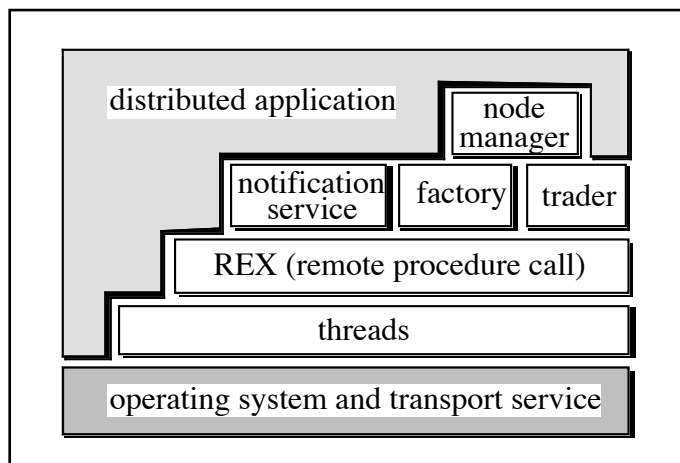 distributed application
node
manager
notification
service
factory
trader
REX (remote procedure call)
threads
operating system and transport service